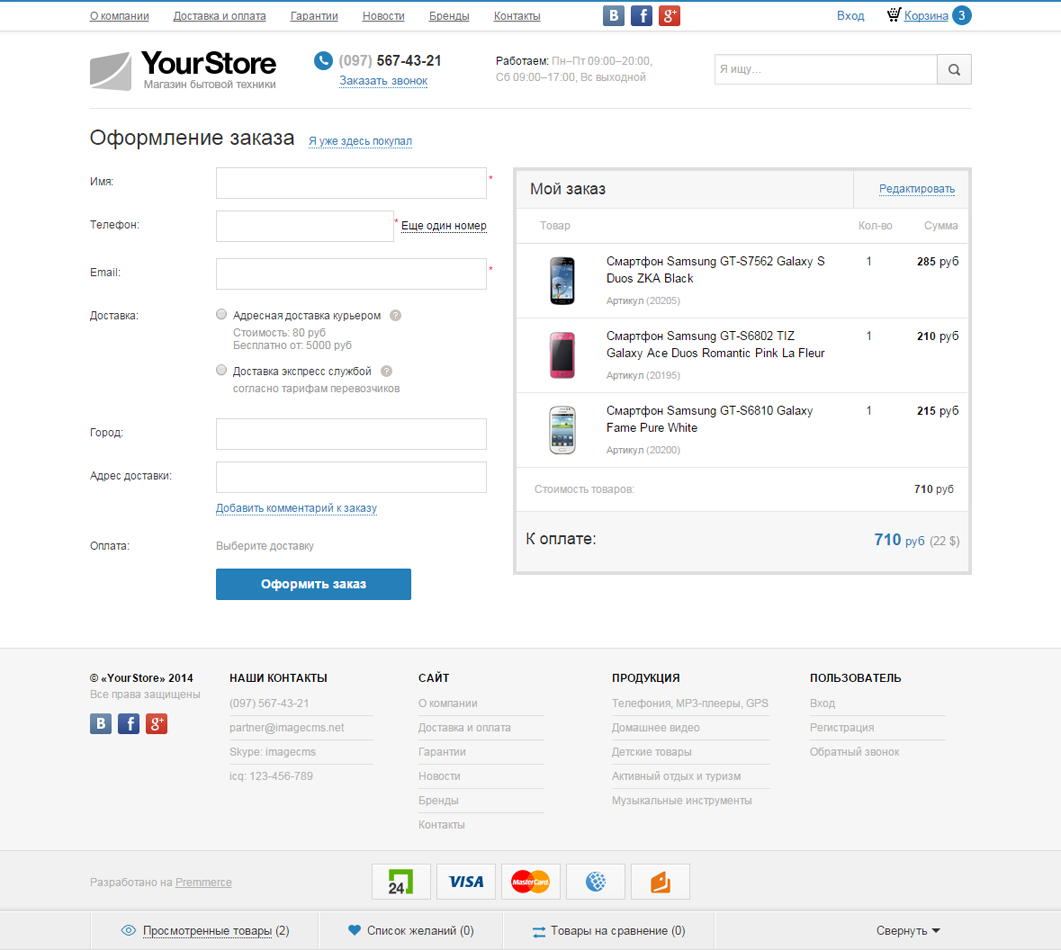 О компании Доставка и оплата Гарантии Новости Бренды Контакты B f g+ Вход Корзина 3
YourStore
Магазин бытовой техники
(097) 567-43-21
Заказать звонок
Работаем: Пн–Пт 09:00–20:00,
Сб 09:00–17:00, Вс выходной
Я ищу...
Оформление заказа Я уже здесь покупал
Имя: *
Телефон: * Еще один номер
Email: *
Доставка: Адресная доставка курьером ?
Стоимость: 80 руб
Бесплатно от: 5000 руб
Доставка экспресс службой ?
согласно тарифам перевозчиков
Город:
Адрес доставки:
Добавить комментарий к заказу
Оплата: Выберите доставку
Оформить заказ
Мой заказ Редактировать
Товар Кол-во Сумма
Смартфон Samsung GT-S7562 Galaxy S
Duos ZKA Black
Артикул (20205)
1 285 руб
Смартфон Samsung GT-S6802 TIZ
Galaxy Ace Duos Romantic Pink La Fleur
Артикул (20195)
1 210 руб
Смартфон Samsung GT-S6810 Galaxy
Fame Pure White
Артикул (20200)
1 215 руб
Стоимость товаров: 710 руб
К оплате: 710 руб (22 $)
© «YourStore» 2014
Все права защищены
B f g+
НАШИ КОНТАКТЫ
(097) 567-43-21
partner@imagecms.net
Skype: imagecms
icq: 123-456-789
САЙТ
О компании
Доставка и оплата
Гарантии
Новости
Бренды
Контакты
ПРОДУКЦИЯ
Телефония, МР3-плееры, GPS
Домашнее видео
Детские товары
Активный отдых и туризм
Музыкальные инструменты
ПОЛЬЗОВАТЕЛЬ
Вход
Регистрация
Обратный звонок
Разработано на Premmerce
24 VISA MasterCard
Просмотренные товары (2) Список желаний (0) Товары на сравнение (0) Свернуть